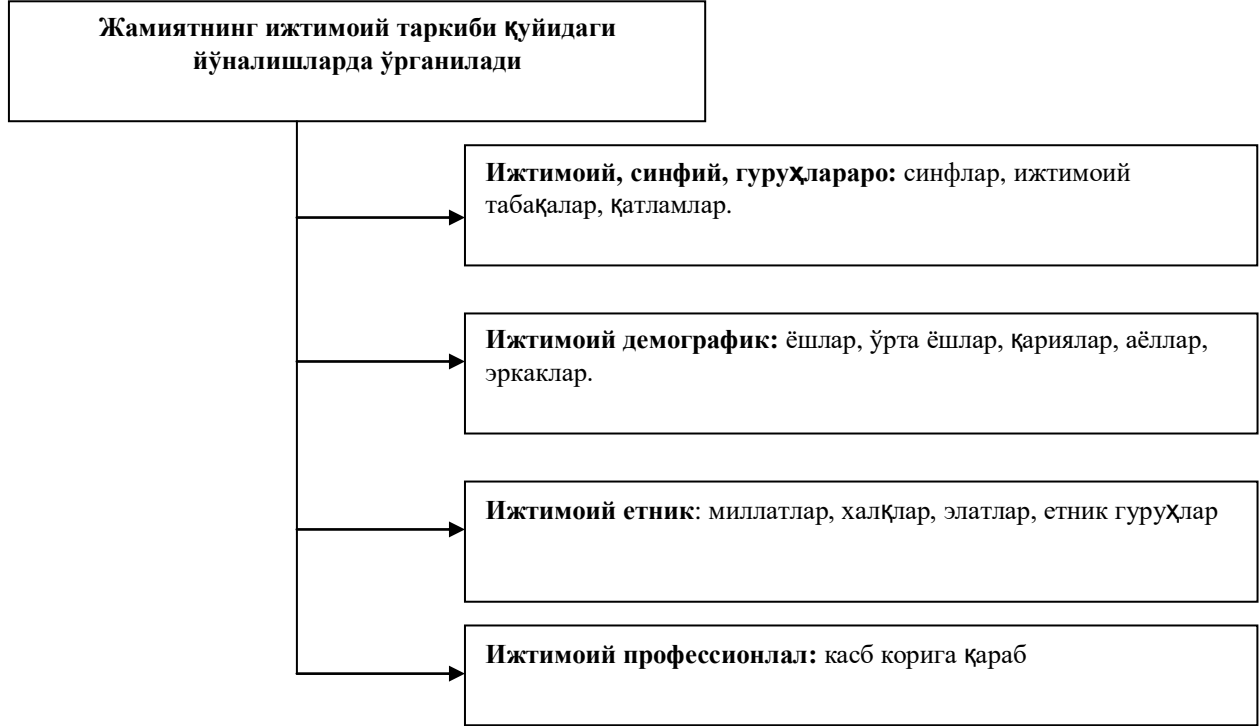 Жамиятнинг ижтимоий таркиби қуйидаги
йўналишларда ўрганилади
Ижтимоий, синфий, гуруҳлараро: синфлар, ижтимоий
табақалар, қатламлар.
Ижтимоий демографик: ёшлар, ўрта ёшлар, қариялар, аёллар,
эркаклар.
Ижтимоий етник: миллатлар, халқлар, элатлар, етник гуруҳлар
Ижтимоий профессионлал: касб корига қараб